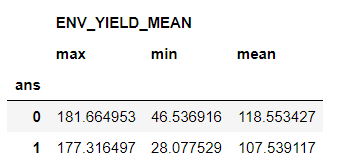 ENV_YIELD_MEAN
max min mean
ans
0 181.664953 46.536916 118.553427
1 177.316497 28.077529 107.539117